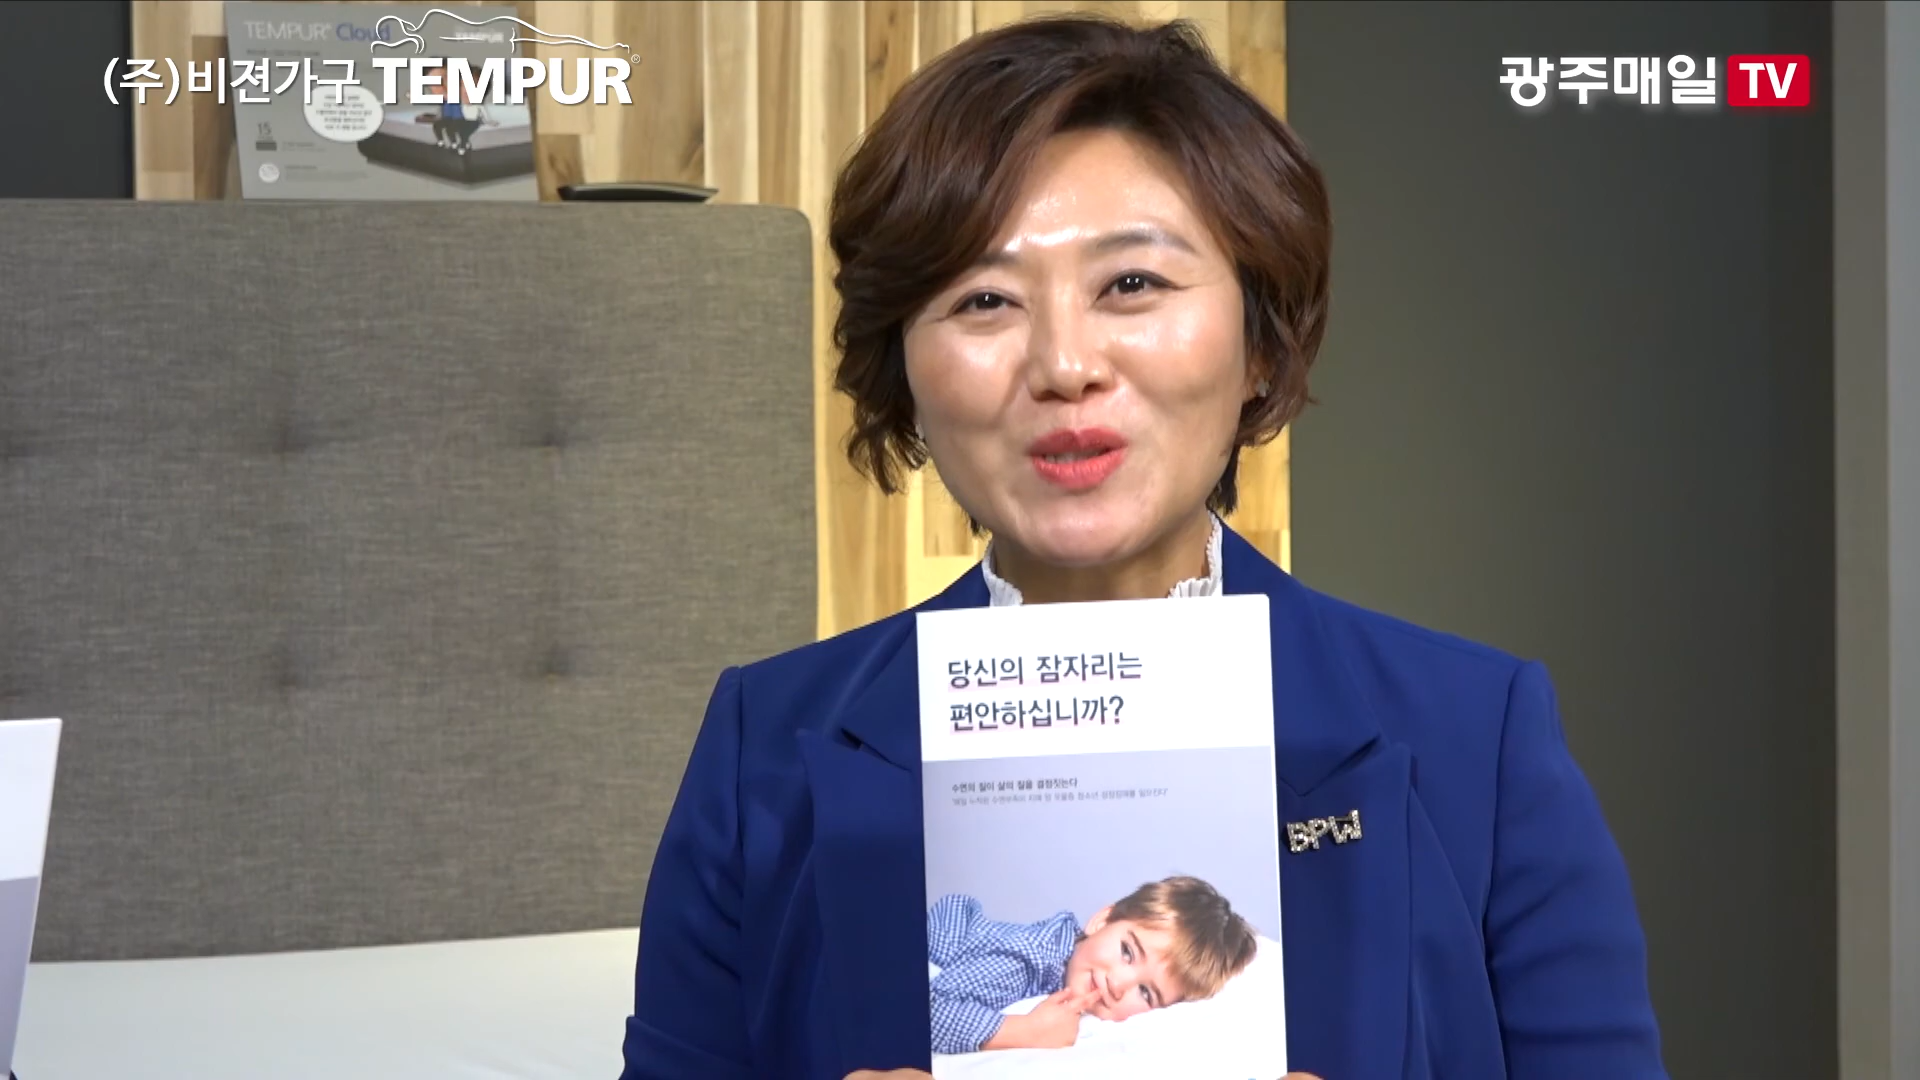 (주)비젼가구 TEMPUR®
광주매일 TV
TEMPUR® Cloud
15
당신의 잠자리는
편안하십니까?
수면의 질이 삶의 질을 결정짓는다
BPW